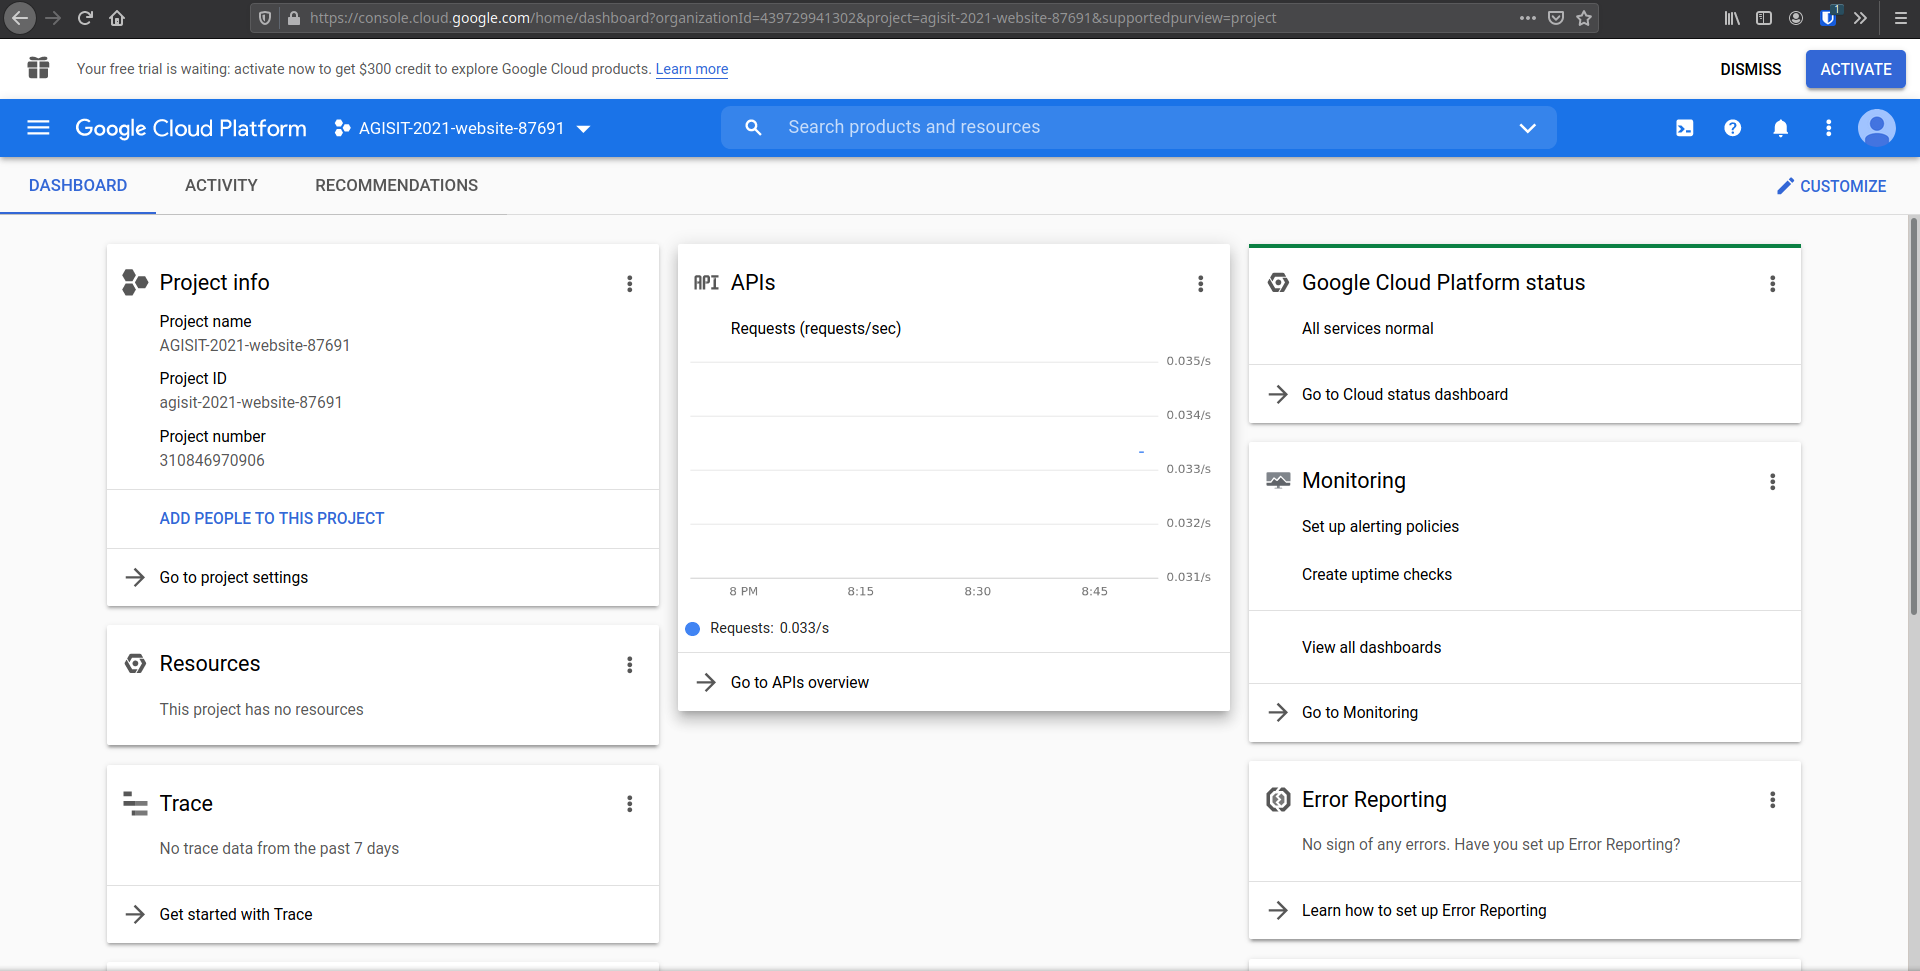 https://console.cloud.google.com/home/dashboard?organizationId=439729941302&project=agisit-2021-website-87691&supportedpurview=project
1
Your free trial is waiting: activate now to get $300 credit to explore Google Cloud products. Learn more
DISMISS
ACTIVATE
Google Cloud Platform
AGISIT-2021-website-87691
Search products and resources
DASHBOARD
ACTIVITY
RECOMMENDATIONS
CUSTOMIZE
Project info
Project name
AGISIT-2021-website-87691
Project ID
agisit-2021-website-87691
Project number
310846970906
ADD PEOPLE TO THIS PROJECT
Go to project settings
Resources
This project has no resources
Trace
No trace data from the past 7 days
Get started with Trace
API APIs
Requests (requests/sec)
0.035/s
0.034/s
0.033/s
0.032/s
0.031/s
8 PM 8:15 8:30 8:45
Requests: 0.033/s
Go to APIs overview
Google Cloud Platform status
All services normal
Go to Cloud status dashboard
Monitoring
Set up alerting policies
Create uptime checks
View all dashboards
Go to Monitoring
Error Reporting
No sign of any errors. Have you set up Error Reporting?
Learn how to set up Error Reporting